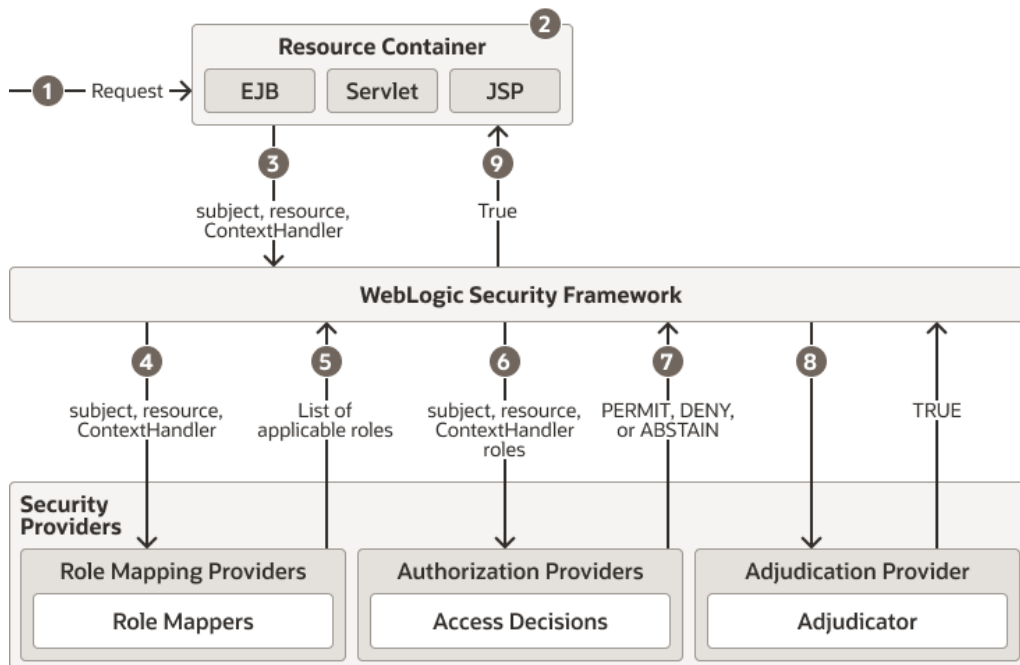 2
Resource Container
1
Request
EJB
Servlet
JSP
3
9
subject, resource,
ContextHandler
True
WebLogic Security Framework
4
5
6
7
8
subject, resource,
ContextHandler
List of
applicable roles
subject, resource,
ContextHandler
roles
PERMIT, DENY,
or ABSTAIN
TRUE
Security
Providers
Role Mapping Providers
Authorization Providers
Adjudication Provider
Role Mappers
Access Decisions
Adjudicator